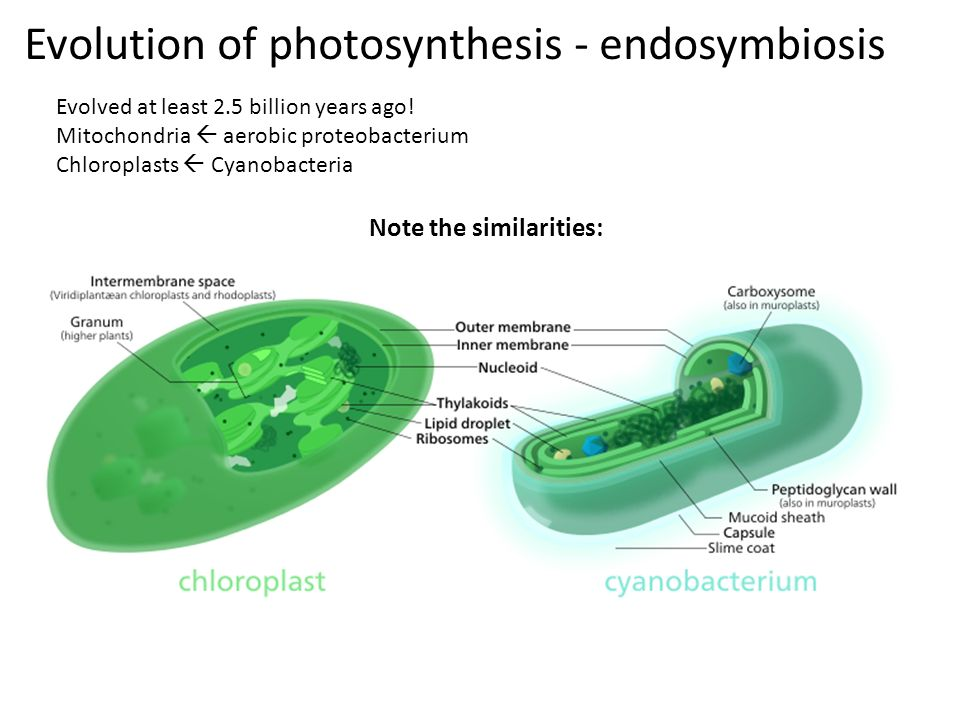 Evolution of photosynthesis - endosymbiosis
Evolved at least 2.5 billion years ago!
Mitochondria ← aerobic proteobacterium
Chloroplasts ← Cyanobacteria
Note the similarities:
Intermembrane space
(Viridiplantæan chloroplasts and rhodoplasts)
Granum
(higher plants)
Outer membrane
Inner membrane
Nucleoid
Thylakoids
Lipid droplet
Ribosomes
Carboxysome
(also in muroplasts)
Peptidoglycan wall
(also in muroplasts)
Mucoid sheath
Capsule
Slime coat
chloroplast
cyanobacterium